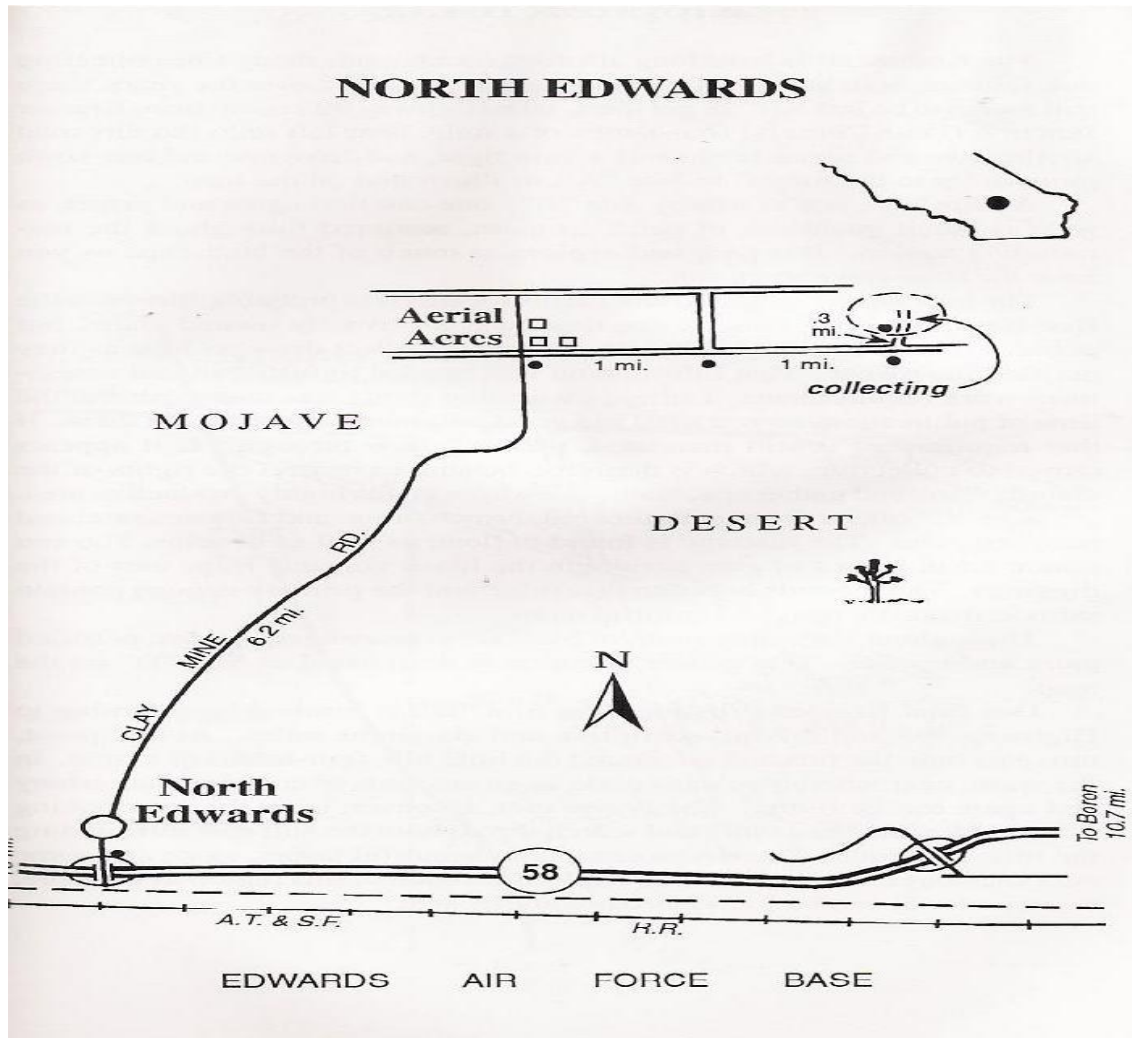 NORTH EDWARDS
Aerial
Acres
.3
mi.
1 mi.
1 mi.
collecting
MOJAVE
DESERT
CLAY MINE RD.
6.2 mi.
N
North
Edwards
58
To Boron
10.7 mi.
A.T. & S.F.
R.R.
EDWARDS AIR FORCE BASE